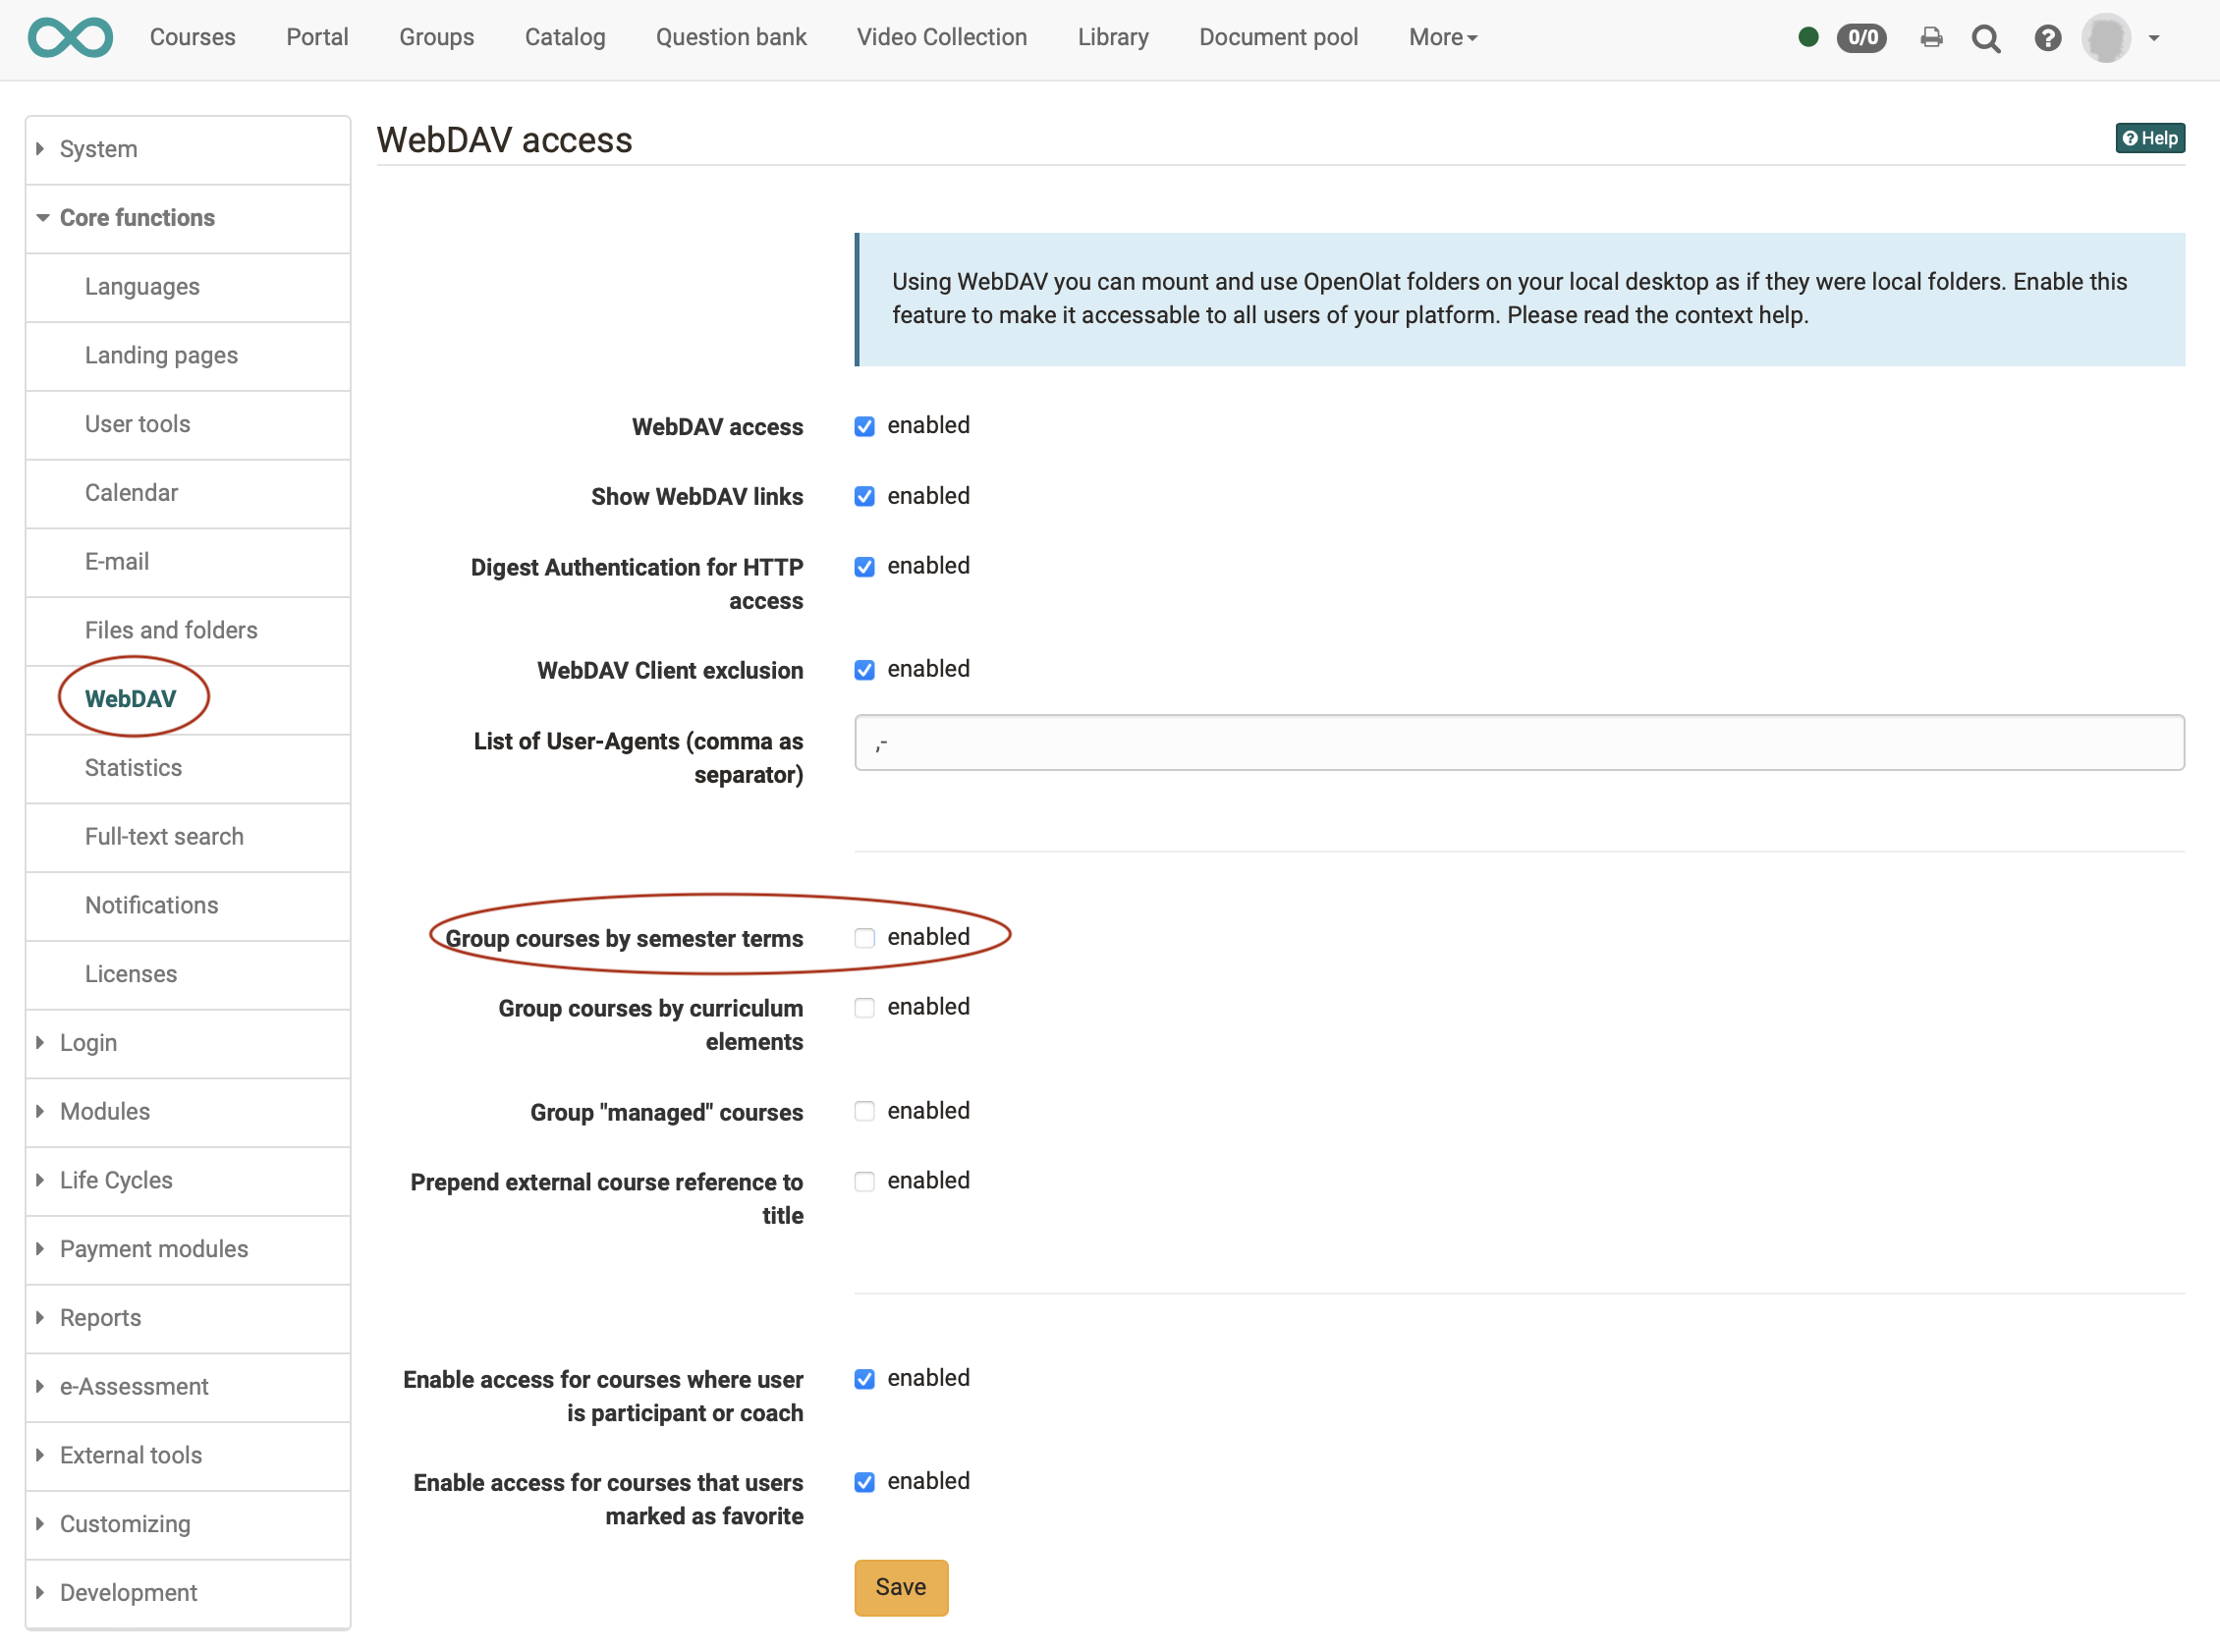 Courses Portal Groups Catalog Question bank Video Collection Library Document pool More 0/0
System
Core functions
Languages
Landing pages
User tools
Calendar
E-mail
Files and folders
WebDAV
Statistics
Full-text search
Notifications
Licenses
Login
Modules
Life Cycles
Payment modules
Reports
e-Assessment
External tools
Customizing
Development
WebDAV access
Help
Using WebDAV you can mount and use OpenOlat folders on your local desktop as if they were local folders. Enable this
feature to make it accessable to all users of your platform. Please read the context help.
WebDAV access enabled
Show WebDAV links enabled
Digest Authentication for HTTP enabled
access
WebDAV Client exclusion enabled
List of User-Agents (comma as ,-
separator)
Group courses by semester terms enabled
Group courses by curriculum enabled
elements
Group "managed" courses enabled
Prepend external course reference to enabled
title
Enable access for courses where user enabled
is participant or coach
Enable access for courses that users enabled
marked as favorite
Save